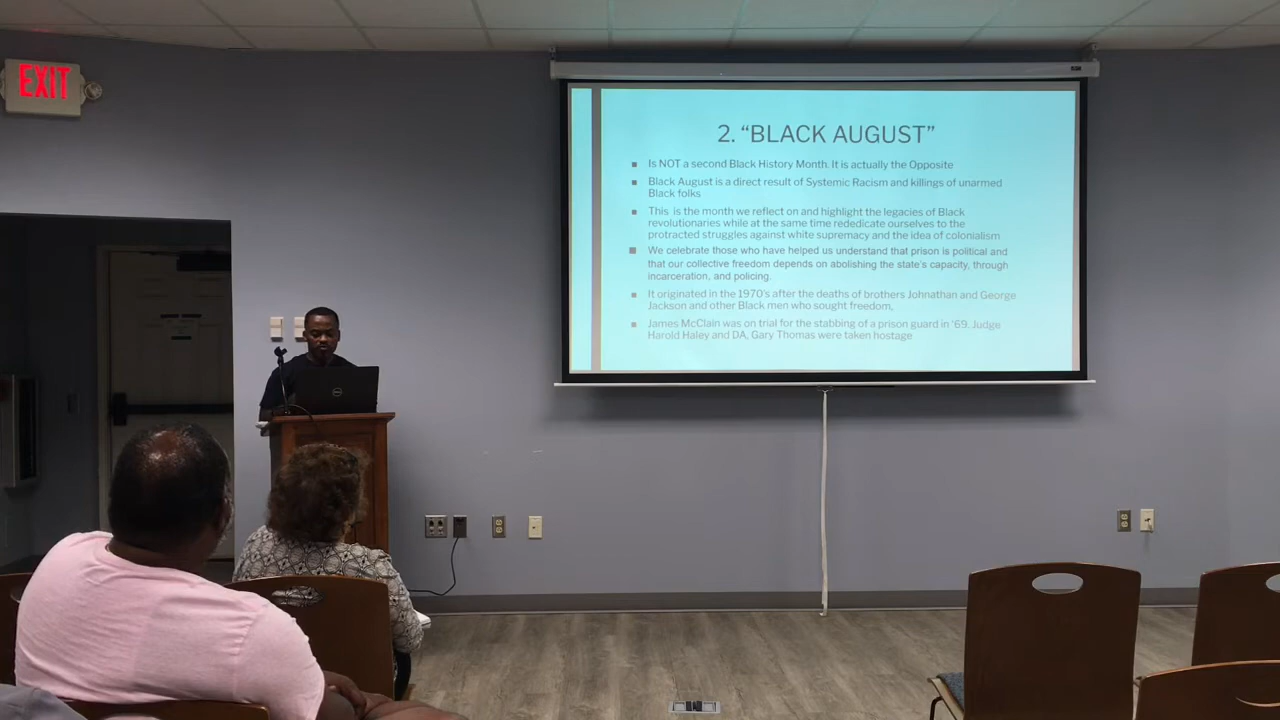 EXIT
2. “BLACK AUGUST”
Is NOT a second Black History Month. It is actually the Opposite
Black August is a direct result of Systemic Racism and killings of unarmed
Black folks
This is the month we reflect on and highlight the legacies of Black
revolutionaries while at the same time rededicate ourselves to the
protracted struggles against white supremacy and the idea of colonialism
We celebrate those who have helped us understand that prison is political and
that our collective freedom depends on abolishing the state's capacity, through
incarceration, and policing.
It originated in the 1970's after the deaths of brothers Johnathan and George
Jackson and other Black men who sought freedom,
James McClain was on trial for the stabbing of a prison guard in '69. Judge
Harold Haley and DA, Gary Thomas were taken hostage
DELL